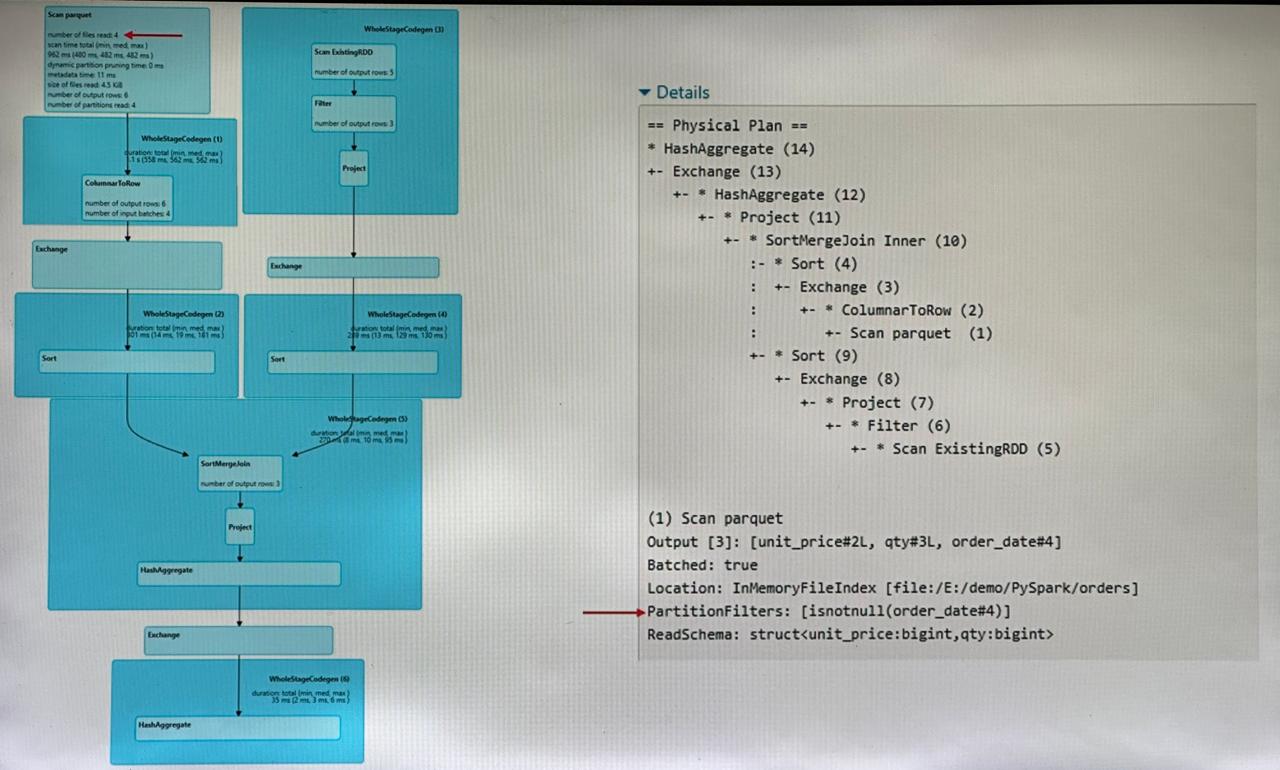 Scan parquet
number of files read: 4
scan time total (min, med, max )
962 ms (480 ms, 482 ms, 482 ms )
dynamic partition pruning time: 0 ms
metadata time: 11 ms
size of files read: 4.5 KiB
number of output rows: 6
number of partitions read: 4
WholeStageCodegen (1)
duration: total (min, med, max )
(558 ms, 562 ms, 562 ms )
ColumnarToRow
number of output rows: 6
number of input batches: 4
Exchange
WholeStageCodegen (2)
duration: total (min, med, max )
ms (14 ms, 19 ms, 161 ms )
Sort
WholeStageCodegen (3)
Scan ExistingRDD
number of output rows: 5
Filter
number of output rows: 3
Project
Exchange
WholeStageCodegen (4)
duration: total (min, med, max )
ms (13 ms, 129 ms, 130 ms )
Sort
WholeStageCodegen (5)
duration: total (min, med, max )
270 ms (8 ms, 10 ms, 95 ms )
SortMergeJoin
number of output rows: 3
Project
HashAggregate
Exchange
WholeStageCodegen (6)
duration: total (min, med, max )
35 ms (2 ms, 3 ms, 6 ms )
HashAggregate
Details
== Physical Plan ==
* HashAggregate (14)
+- Exchange (13)
+- * HashAggregate (12)
+- * Project (11)
+- * SortMergeJoin Inner (10)
:- * Sort (4)
: +- Exchange (3)
: +- * ColumnarToRow (2)
: +- Scan parquet (1)
+- * Sort (9)
+- Exchange (8)
+- * Project (7)
+- * Filter (6)
+- * Scan ExistingRDD (5)
(1) Scan parquet
Output [3]: [unit_price#2L, qty#3L, order_date#4]
Batched: true
Location: InMemoryFileIndex [file:/E:/demo/PySpark/orders]
PartitionFilters: [isnotnull(order_date#4)]
ReadSchema: struct<unit_price:bigint,qty:bigint>